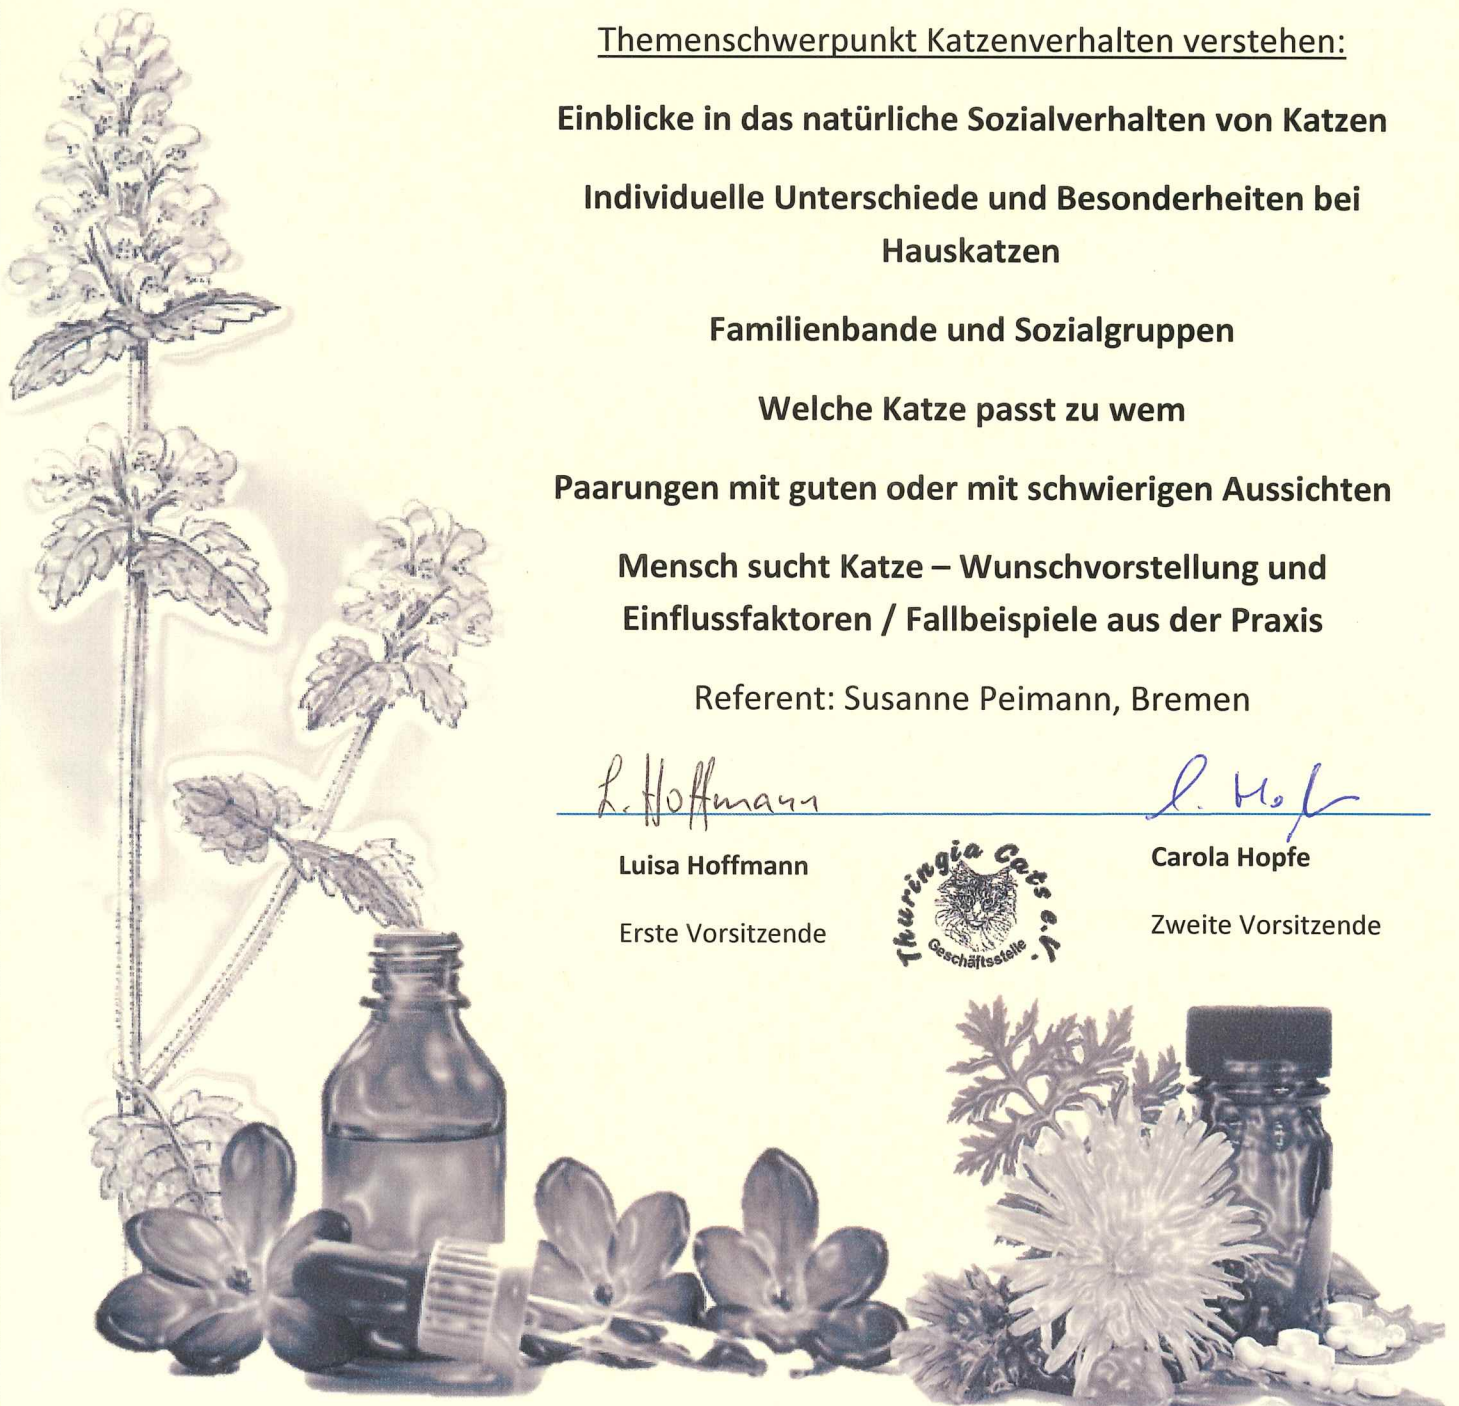 Themenschwerpunkt Katzenverhalten verstehen:
Einblicke in das natürliche Sozialverhalten von Katzen
Individuelle Unterschiede und Besonderheiten bei
Hauskatzen
Familienbande und Sozialgruppen
Welche Katze passt zu wem
Paarungen mit guten oder mit schwierigen Aussichten
Mensch sucht Katze – Wunschvorstellung und
Einflussfaktoren / Fallbeispiele aus der Praxis
Referent: Susanne Peimann, Bremen
L. Hoffmann
Luisa Hoffmann
Erste Vorsitzende
Thuringia Cats e.V.
Geschäftsstelle
Carola Hopfe
Zweite Vorsitzende